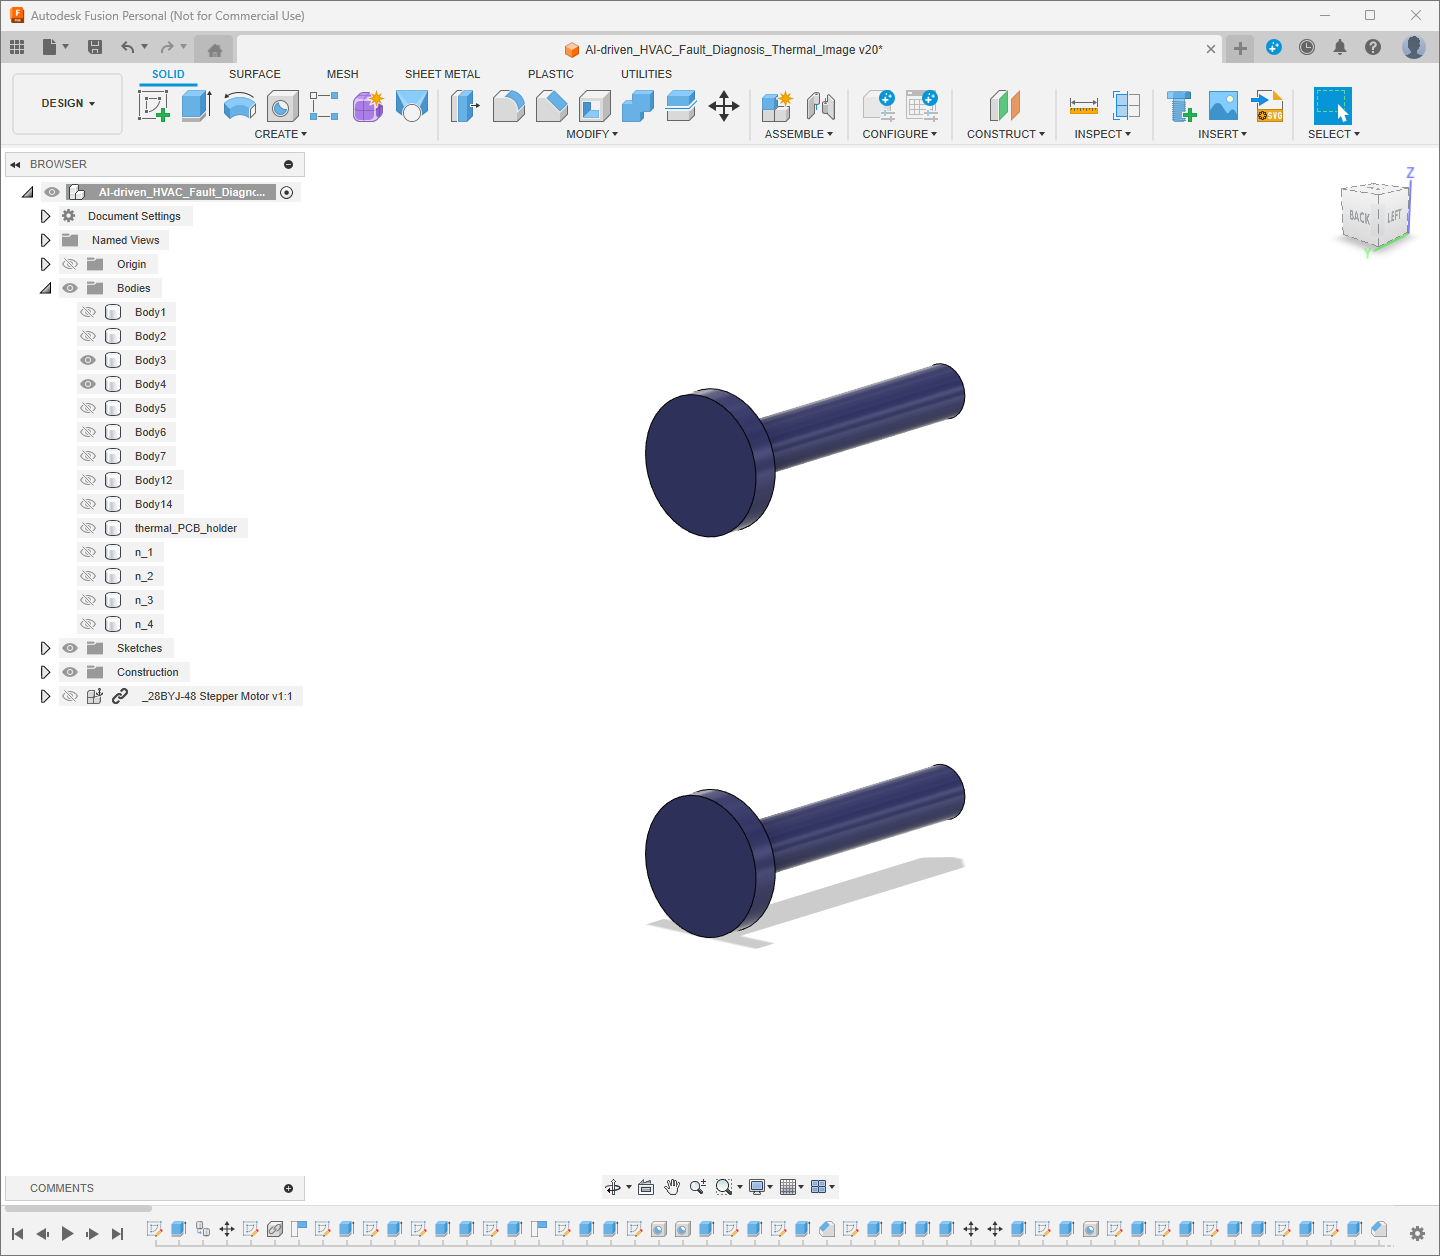 Autodesk Fusion Personal (Not for Commercial Use)
AI-driven_HVAC_Fault_Diagnosis_Thermal_Image v20*
DESIGN
SOLID SURFACE MESH SHEET METAL PLASTIC UTILITIES
CREATE MODIFY ASSEMBLE CONFIGURE CONSTRUCT INSPECT INSERT SELECT
SVG
BROWSER
AI-driven_HVAC_Fault_Diagnc...
Document Settings
Named Views
Origin
Bodies
Body1
Body2
Body3
Body4
Body5
Body6
Body7
Body12
Body14
thermal_PCB_holder
n_1
n_2
n_3
n_4
Sketches
Construction
_28BYJ-48 Stepper Motor v1:1
Z
BACK LEFT
Y
COMMENTS